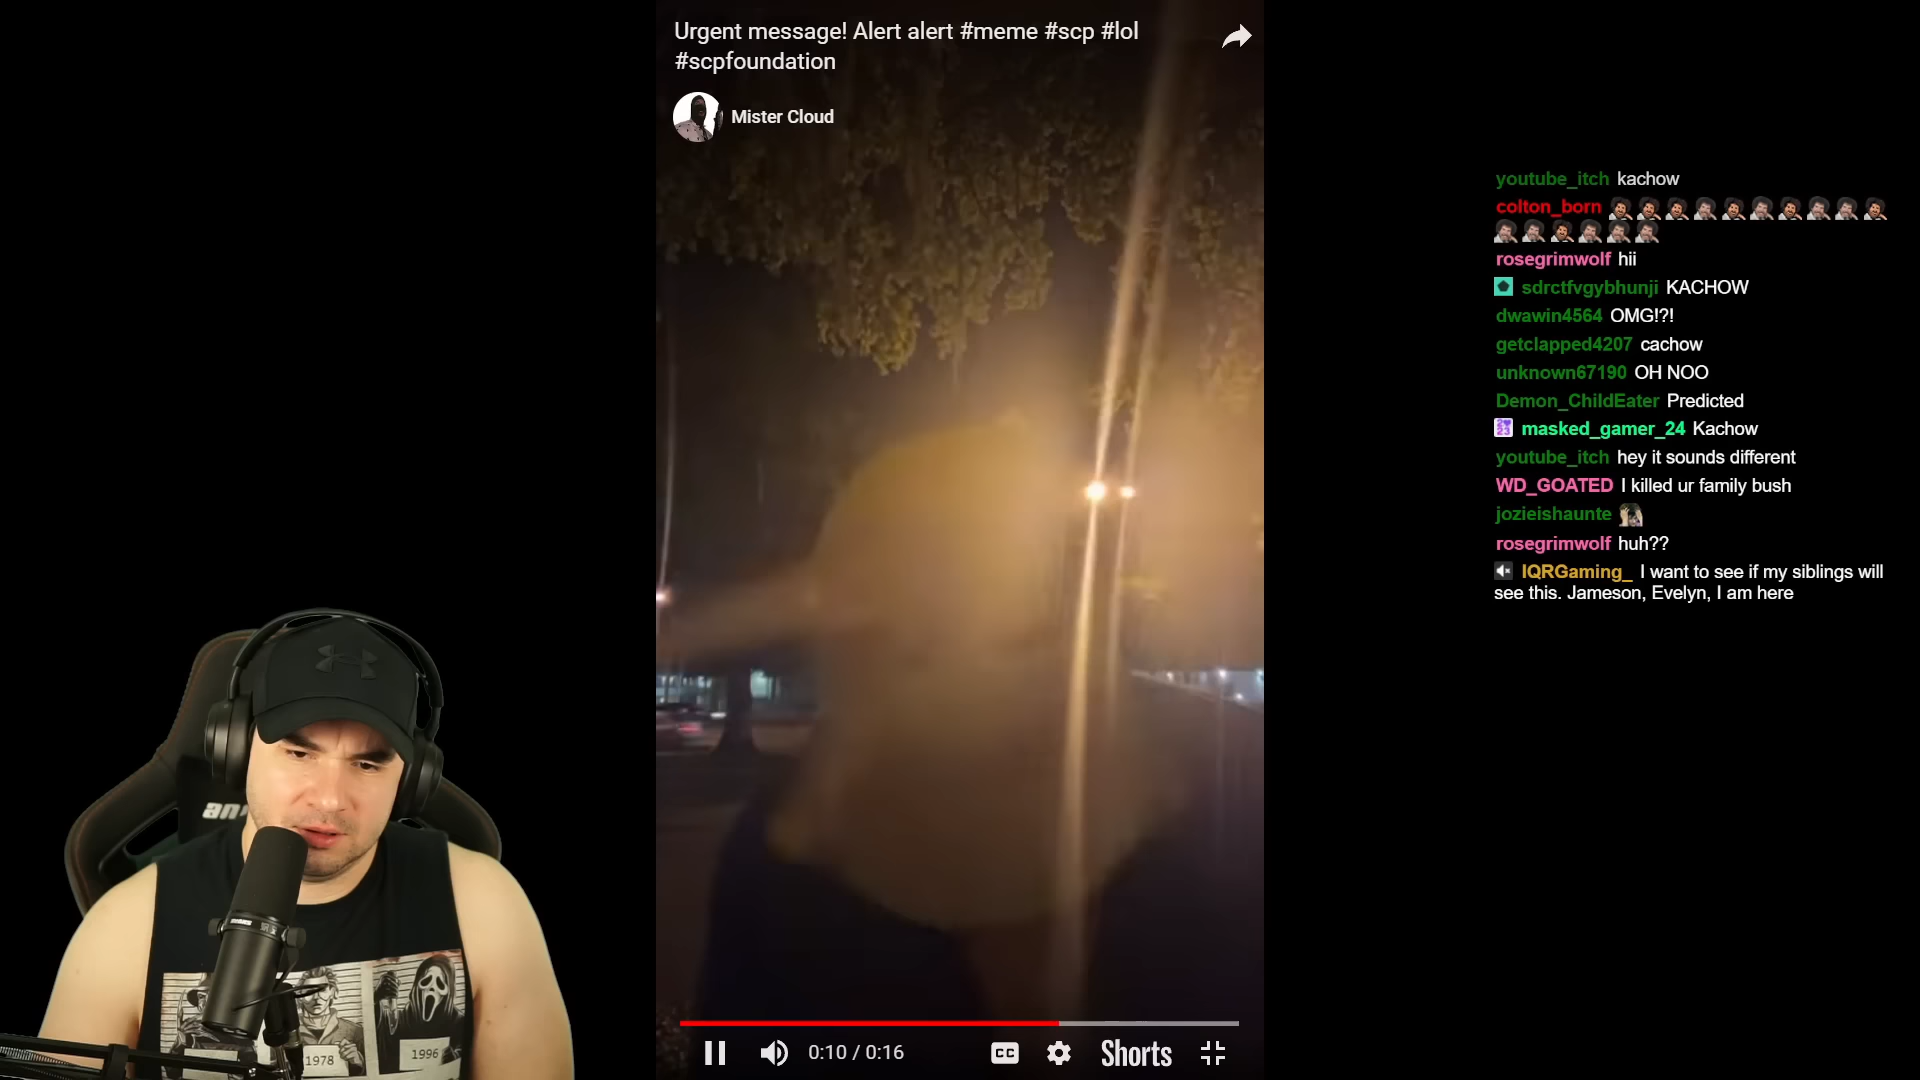 Urgent message! Alert alert #meme #scp #lol
#scpfoundation
Mister Cloud
youtube_itch kachow
colton_born
rosegrimwolf hii
sdrctfvgybhunji KACHOW
dwawin4564 OMG!?!
getclapped4207 cachow
unknown67190 OH NOO
Demon_ChildEater Predicted
masked_gamer_24 Kachow
youtube_itch hey it sounds different
WD_GOATED I killed ur family bush
jozieishaunte
rosegrimwolf huh??
IQRGaming_ I want to see if my siblings will
see this. Jameson, Evelyn, I am here
1978
1996
0:10 / 0:16
CC
Shorts